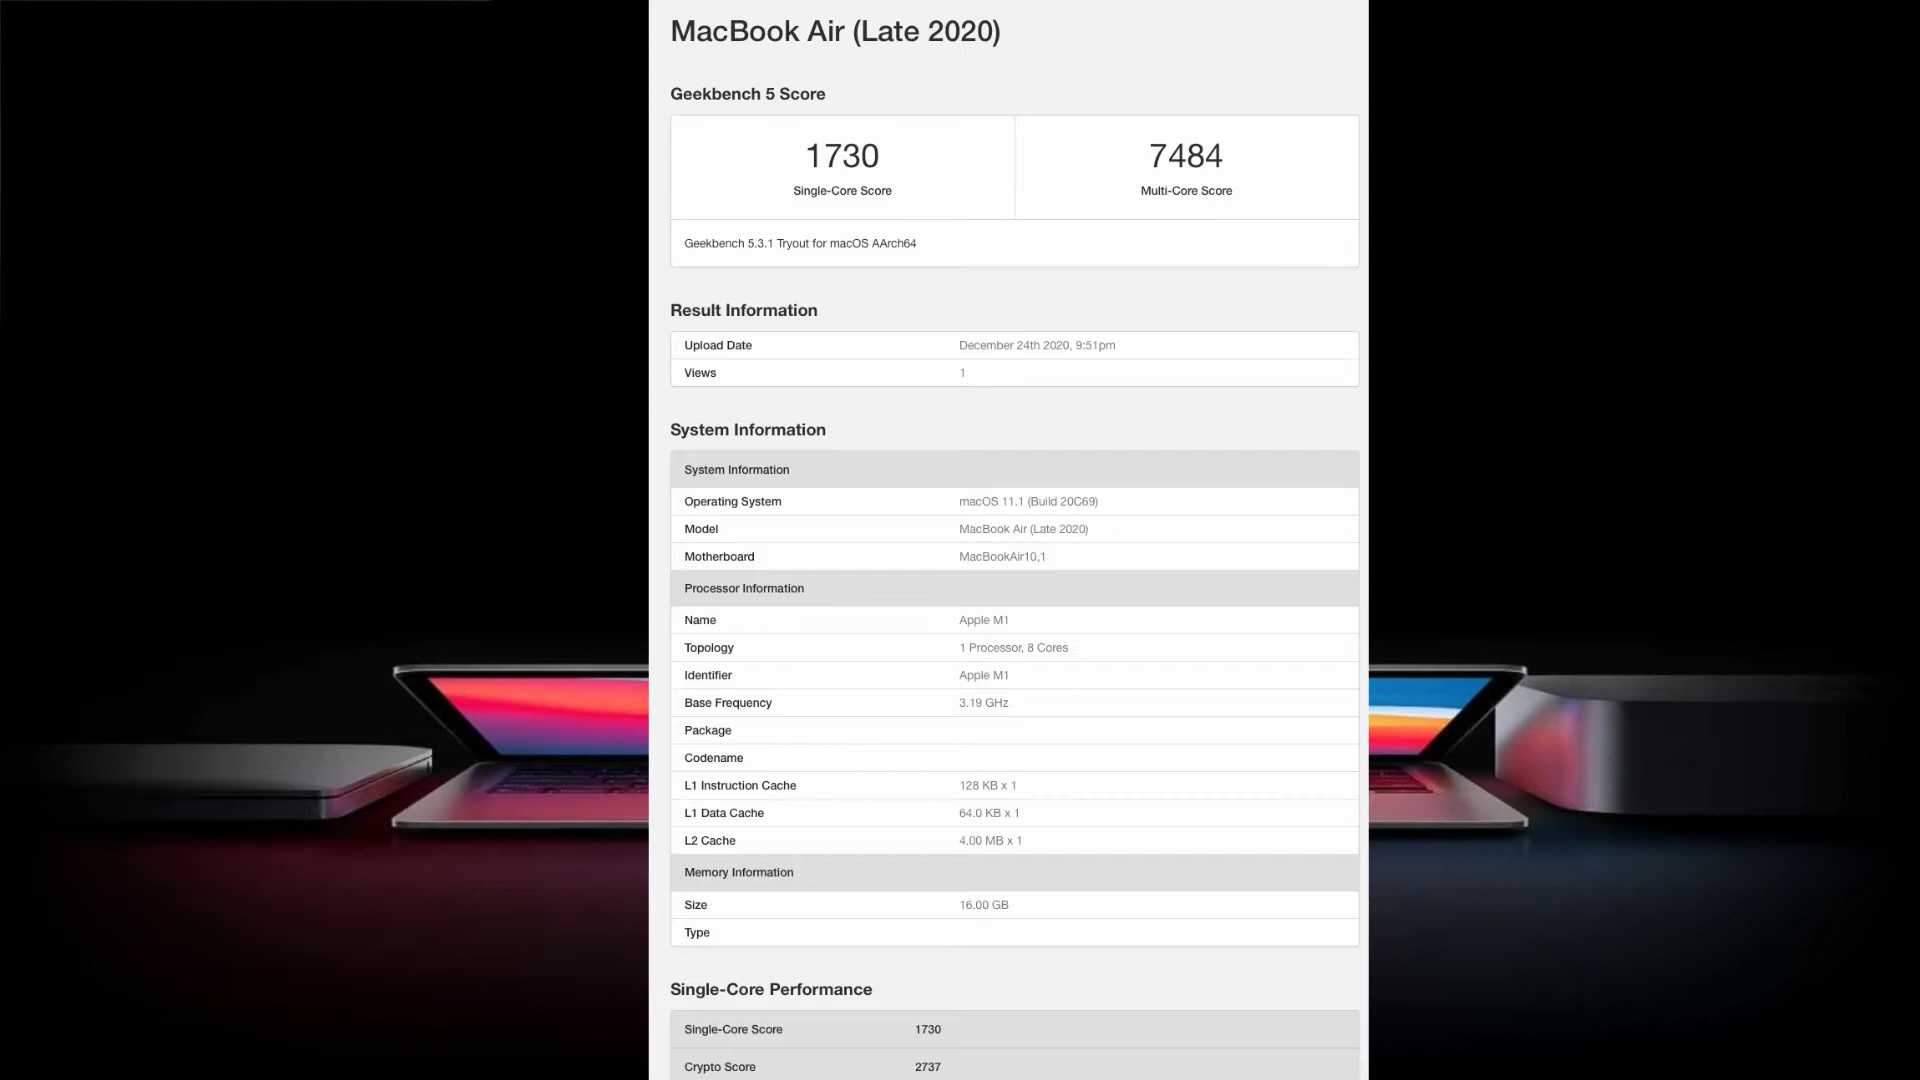 MacBook Air (Late 2020)
Geekbench 5 Score
1730 7484
Single-Core Score Multi-Core Score
Geekbench 5.3.1 Tryout for macOS AArch64
Result Information
Upload Date December 24th 2020, 9:51pm
Views 1
System Information
System Information
Operating System macOS 11.1 (Build 20C69)
Model MacBook Air (Late 2020)
Motherboard MacBookAir10,1
Processor Information
Name Apple M1
Topology 1 Processor, 8 Cores
Identifier Apple M1
Base Frequency 3.19 GHz
Package
Codename
L1 Instruction Cache 128 KB x 1
L1 Data Cache 64.0 KB x 1
L2 Cache 4.00 MB x 1
Memory Information
Size 16.00 GB
Type
Single-Core Performance
Single-Core Score 1730
Crypto Score 2737